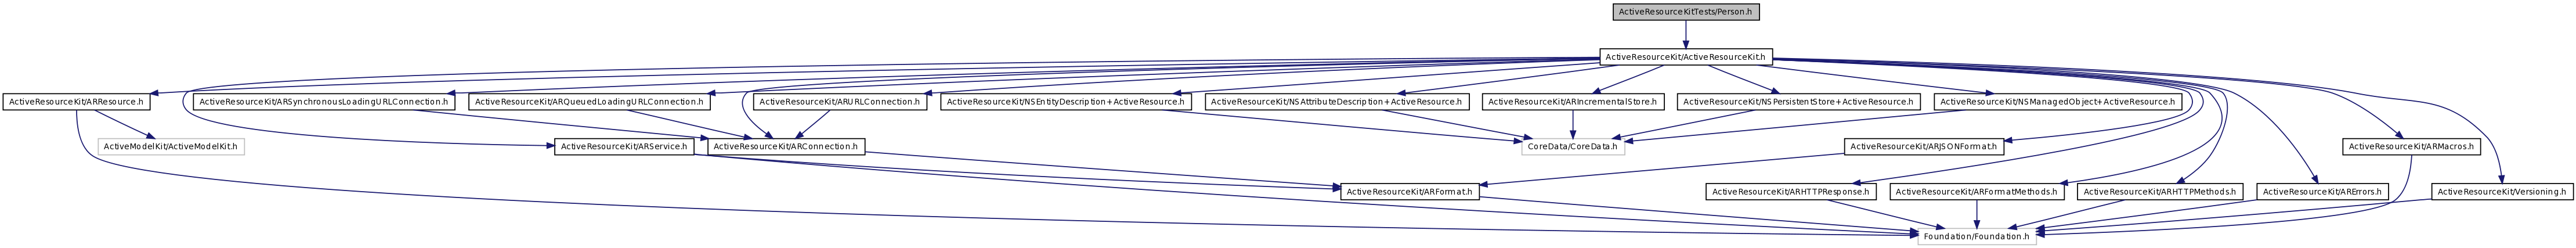 ActiveResourceKitTests/Person.h
ActiveResourceKit/ActiveResourceKit.h
ActiveResourceKit/ARResource.h
ActiveResourceKit/ARSynchronousLoadingURLConnection.h
ActiveResourceKit/ARQueuedLoadingURLConnection.h
ActiveResourceKit/ARURLConnection.h
ActiveResourceKit/NSEntityDescription+ActiveResource.h
ActiveResourceKit/NSAttributeDescription+ActiveResource.h
ActiveResourceKit/ARIncrementalStore.h
ActiveResourceKit/NSPersistentStore+ActiveResource.h
ActiveResourceKit/NSManagedObject+ActiveResource.h
ActiveModelKit/ActiveModelKit.h
ActiveResourceKit/ARService.h
ActiveResourceKit/ARConnection.h
CoreData/CoreData.h
ActiveResourceKit/ARJSONFormat.h
ActiveResourceKit/ARMacros.h
ActiveResourceKit/ARFormat.h
ActiveResourceKit/ARHTTPResponse.h
ActiveResourceKit/ARFormatMethods.h
ActiveResourceKit/ARHTTPMethods.h
ActiveResourceKit/ARErrors.h
ActiveResourceKit/Versioning.h
Foundation/Foundation.h